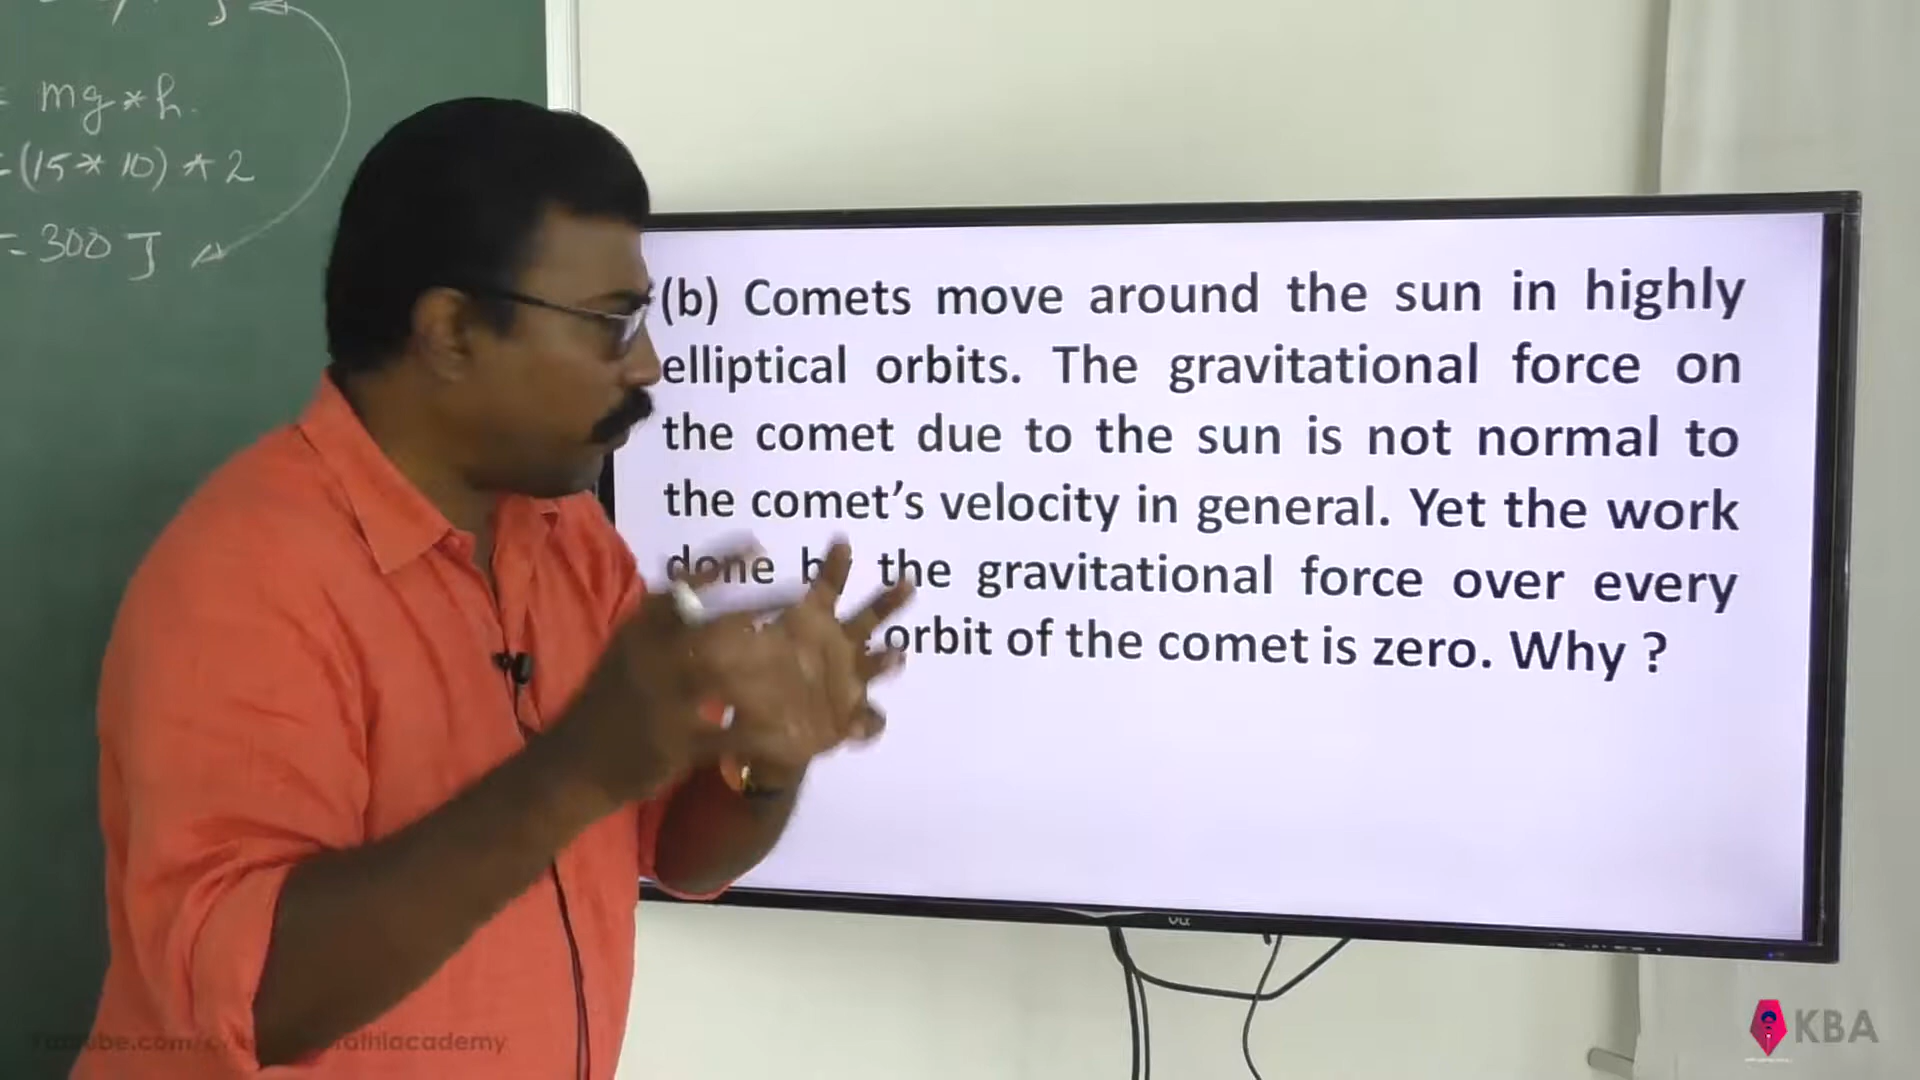 = mg * h.
= (15 * 10) * 2
= 300 J
(b) Comets move around the sun in highly
elliptical orbits. The gravitational force on
the comet due to the sun is not normal to
the comet's velocity in general. Yet the work
done by the gravitational force over every
orbit of the comet is zero. Why ?
VU
KBA